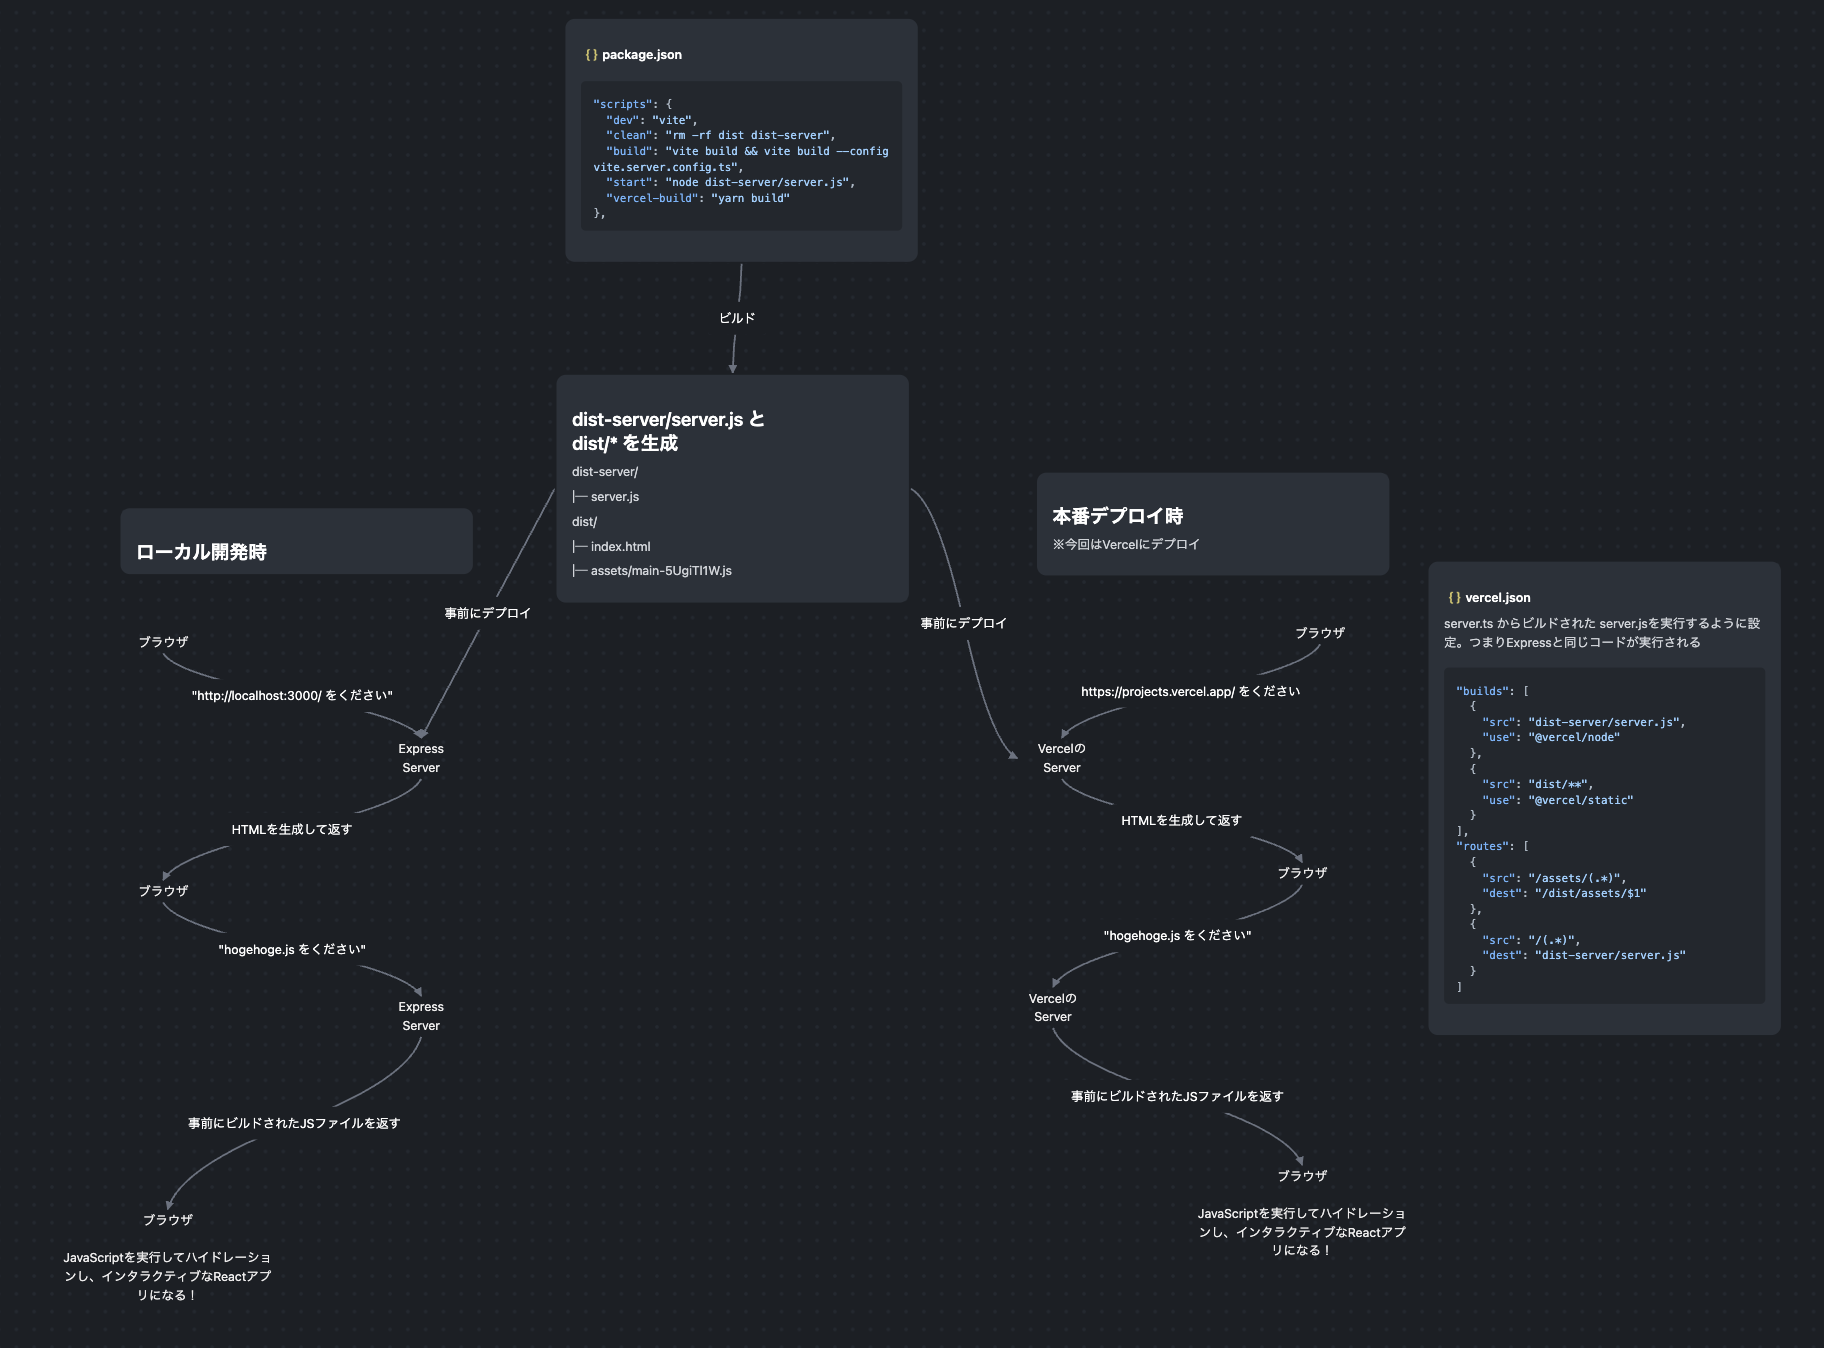 {} package.json
"scripts": {
"dev": "vite",
"clean": "rm -rf dist dist-server",
"build": "vite build && vite build --config
vite.server.config.ts",
"start": "node dist-server/server.js",
"vercel-build": "yarn build"
},
ビルド
dist-server/server.js と
dist/* を生成
dist-server/
├─ server.js
dist/
├─ index.html
├─ assets/main-5UgiTl1W.js
ローカル開発時
事前にデプロイ
ブラウザ
"http://localhost:3000/ をください"
Express
Server
HTMLを生成して返す
ブラウザ
"hogehoge.js をください"
Express
Server
事前にビルドされたJSファイルを返す
ブラウザ
JavaScriptを実行してハイドレーショ
ンし、インタラクティブなReactアプ
リになる！
本番デプロイ時
※今回はVercelにデプロイ
事前にデプロイ
ブラウザ
https://projects.vercel.app/ をください
Vercelの
Server
HTMLを生成して返す
ブラウザ
"hogehoge.js をください"
Vercelの
Server
事前にビルドされたJSファイルを返す
ブラウザ
JavaScriptを実行してハイドレーショ
ンし、インタラクティブなReactアプ
リになる！
{} vercel.json
server.ts からビルドされた server.jsを実行するように設
定。つまりExpressと同じコードが実行される
"builds": [
{
"src": "dist-server/server.js",
"use": "@vercel/node"
},
{
"src": "dist/**",
"use": "@vercel/static"
}
],
"routes": [
{
"src": "/assets/(.*)",
"dest": "/dist/assets/$1"
},
{
"src": "/(.*)",
"dest": "dist-server/server.js"
}
]